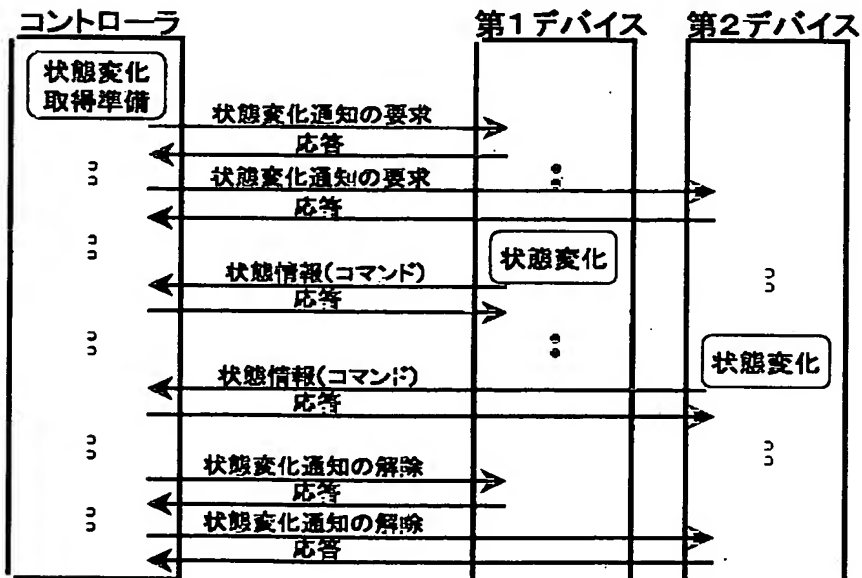 コントローラ
第1デバイス
第2デバイス
状態変化
取得準備
状態変化通知の要求
応答
状態変化通知の要求
応答
状態変化
状態情報(コマンド)
応答
状態変化
状態情報(コマンド)
応答
状態変化通知の解除
応答
状態変化通知の解除
応答